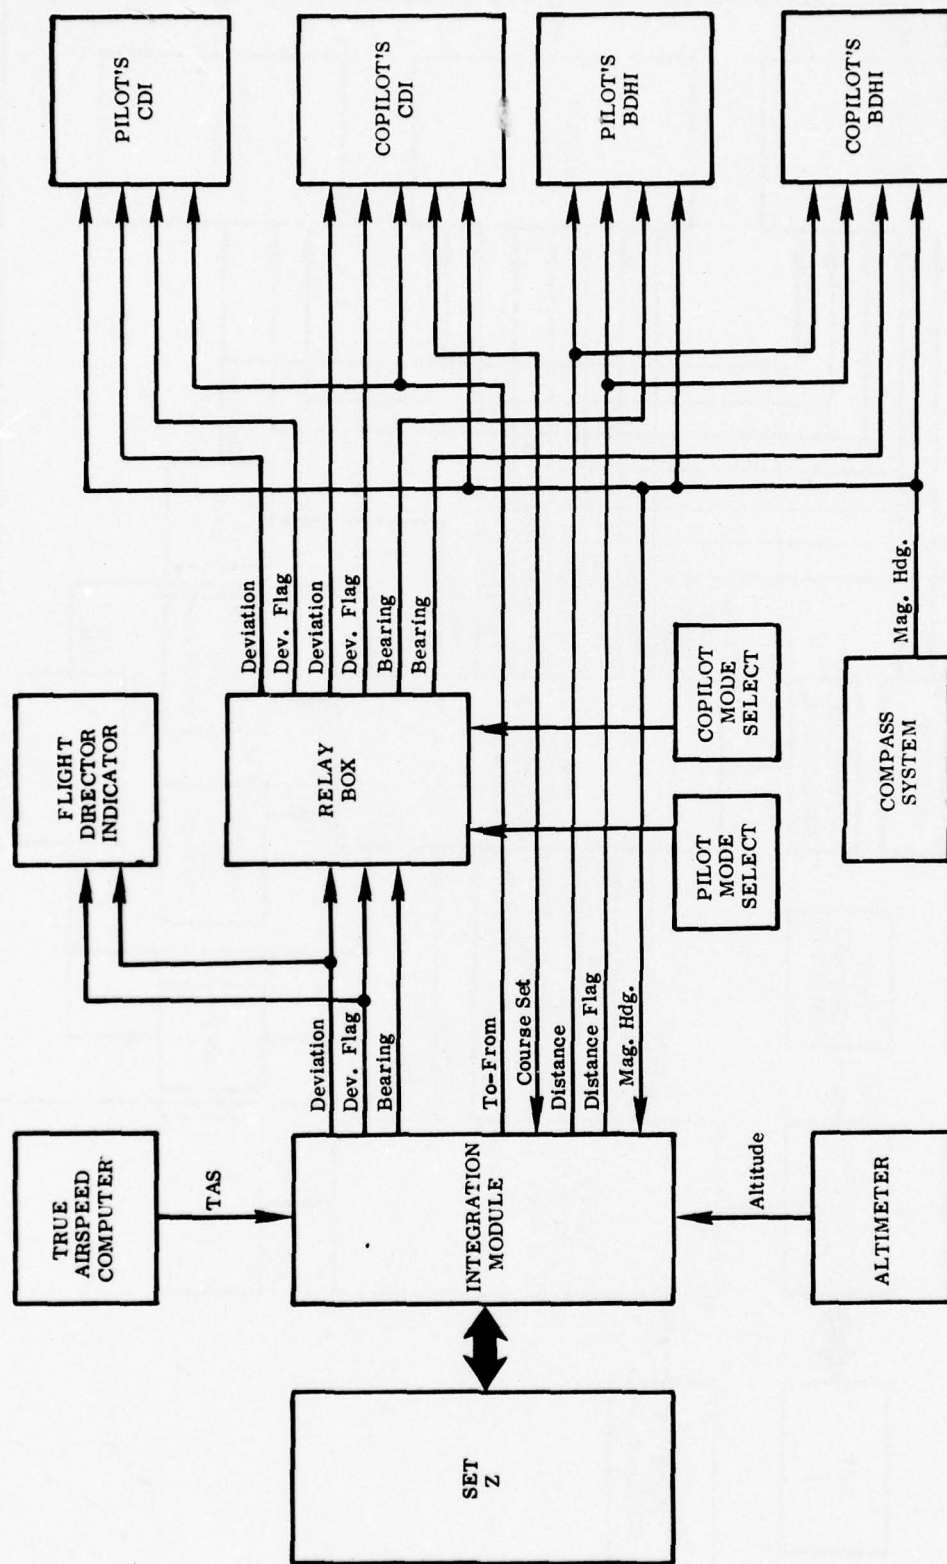 SET
Z
TRUE
AIRSPEED
COMPUTER
TAS
INTEGRATION
MODULE
Altitude
ALTIMETER
Deviation
Dev. Flag
Bearing
To-From
Course Set
Distance
Distance Flag
Mag. Hdg.
FLIGHT
DIRECTOR
INDICATOR
RELAY
BOX
PILOT
MODE
SELECT
COPILOT
MODE
SELECT
COMPASS
SYSTEM
Mag. Hdg.
Deviation
Dev. Flag
Deviation
Dev. Flag
Bearing
Bearing
PILOT'S
CDI
COPILOT'S
CDI
PILOT'S
BDHI
COPILOT'S
BDHI